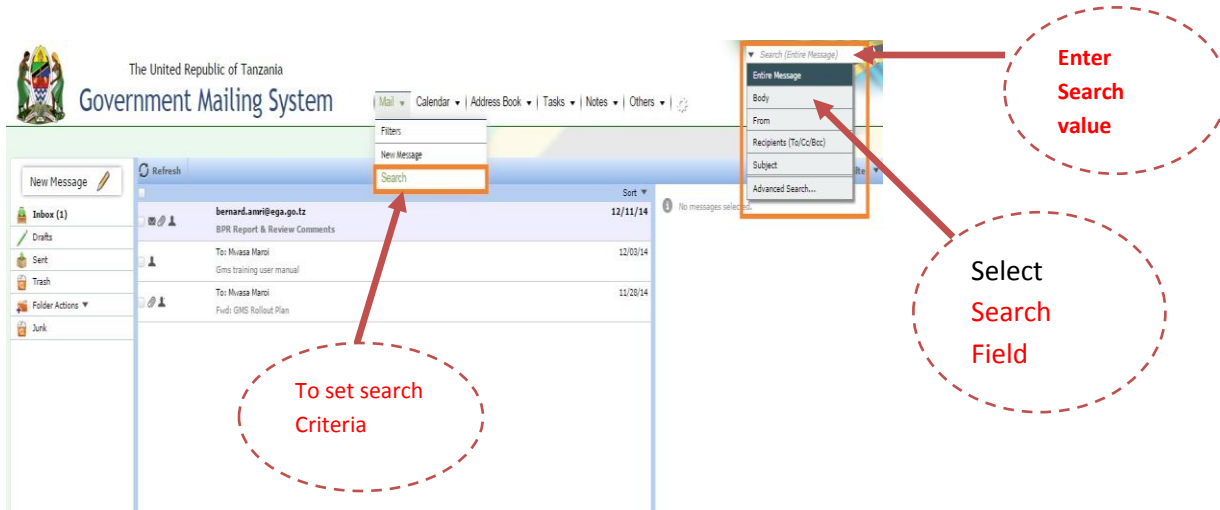 The United Republic of Tanzania
Government Mailing System
Mail
Calendar
Address Book
Tasks
Notes
Others
Filters
New Message
Search
Search (Entire Message)
Entire Message
Body
From
Recipients (To/Cc/Bcc)
Subject
Advanced Search...
Enter
Search
value
New Message
Inbox (1)
Drafts
Sent
Trash
Folder Actions
Junk
Refresh
Sort
bernard.amri@ega.go.tz
12/11/14
BPR Report & Review Comments
To: Mwasa Maroi
12/03/14
Gms training user manual
To: Mwasa Maroi
11/28/14
Fwd: GMS Rollout Plan
No messages selected.
Select
Search
Field
To set search
Criteria